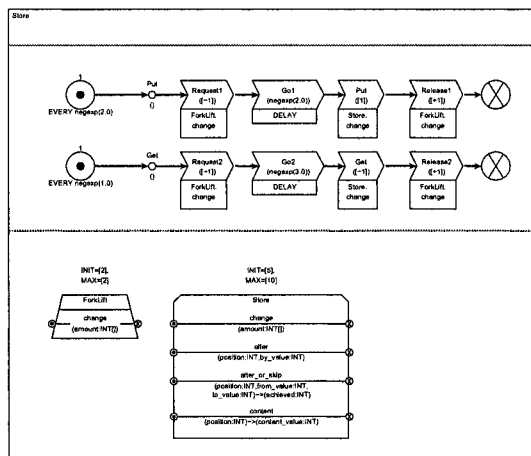 Store
1
Put
()
EVERY negexp(2.0)
Request1
([-1])
ForkLift.
change
Go1
(negexp(2.0))
DELAY
Put
([1])
Store.
change
Release1
([+1])
ForkLift.
change
1
Get
()
EVERY negexp(1.0)
Request2
ForkLift.
change
Go2
(negexp(3.0))
DELAY
Get
([-1])
Store.
change
Release2
([+1])
ForkLift.
change
INIT=[2],
MAX=[2]
ForkLift
change
(amount:INT[])
INIT=[5],
MAX=[10]
Store
change
(amount:INT[])
alter
(position:INT,by_value:INT)
alter_or_skip
(position:INT,from_value:INT,
to_value:INT)->(achieved:INT)
content
(position:INT)->(content_value:INT)